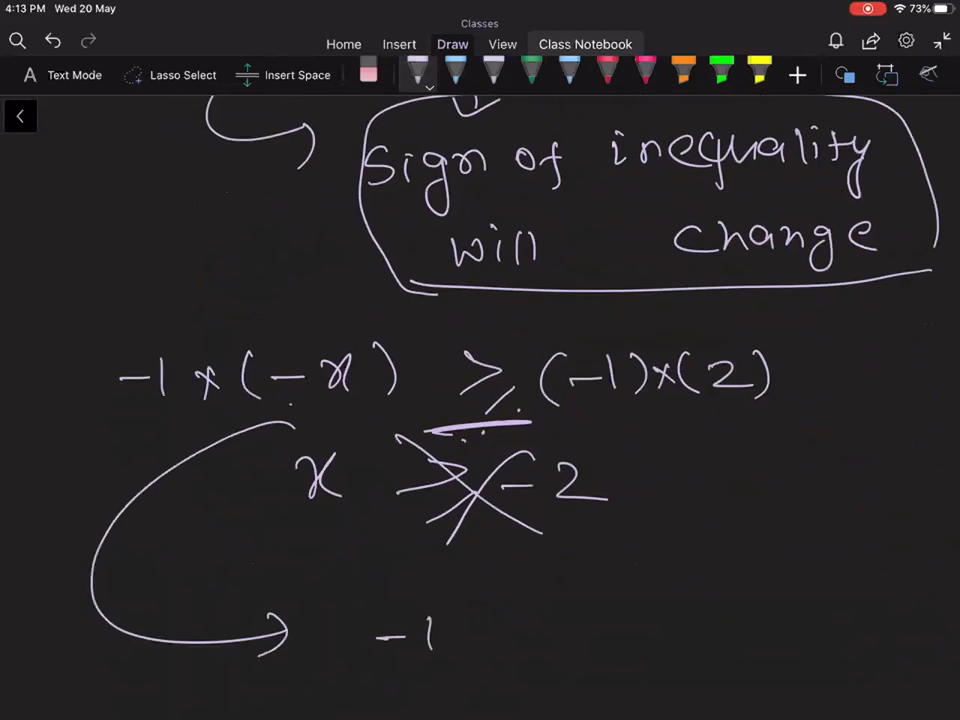 4:13 PM Wed 20 May
Classes
73%
Home Insert Draw View Class Notebook
A Text Mode Lasso Select Insert Space
Sign of inequality
will change
-1 × (-x) ≥ (-1)×(2)
x ≥ -2
-1